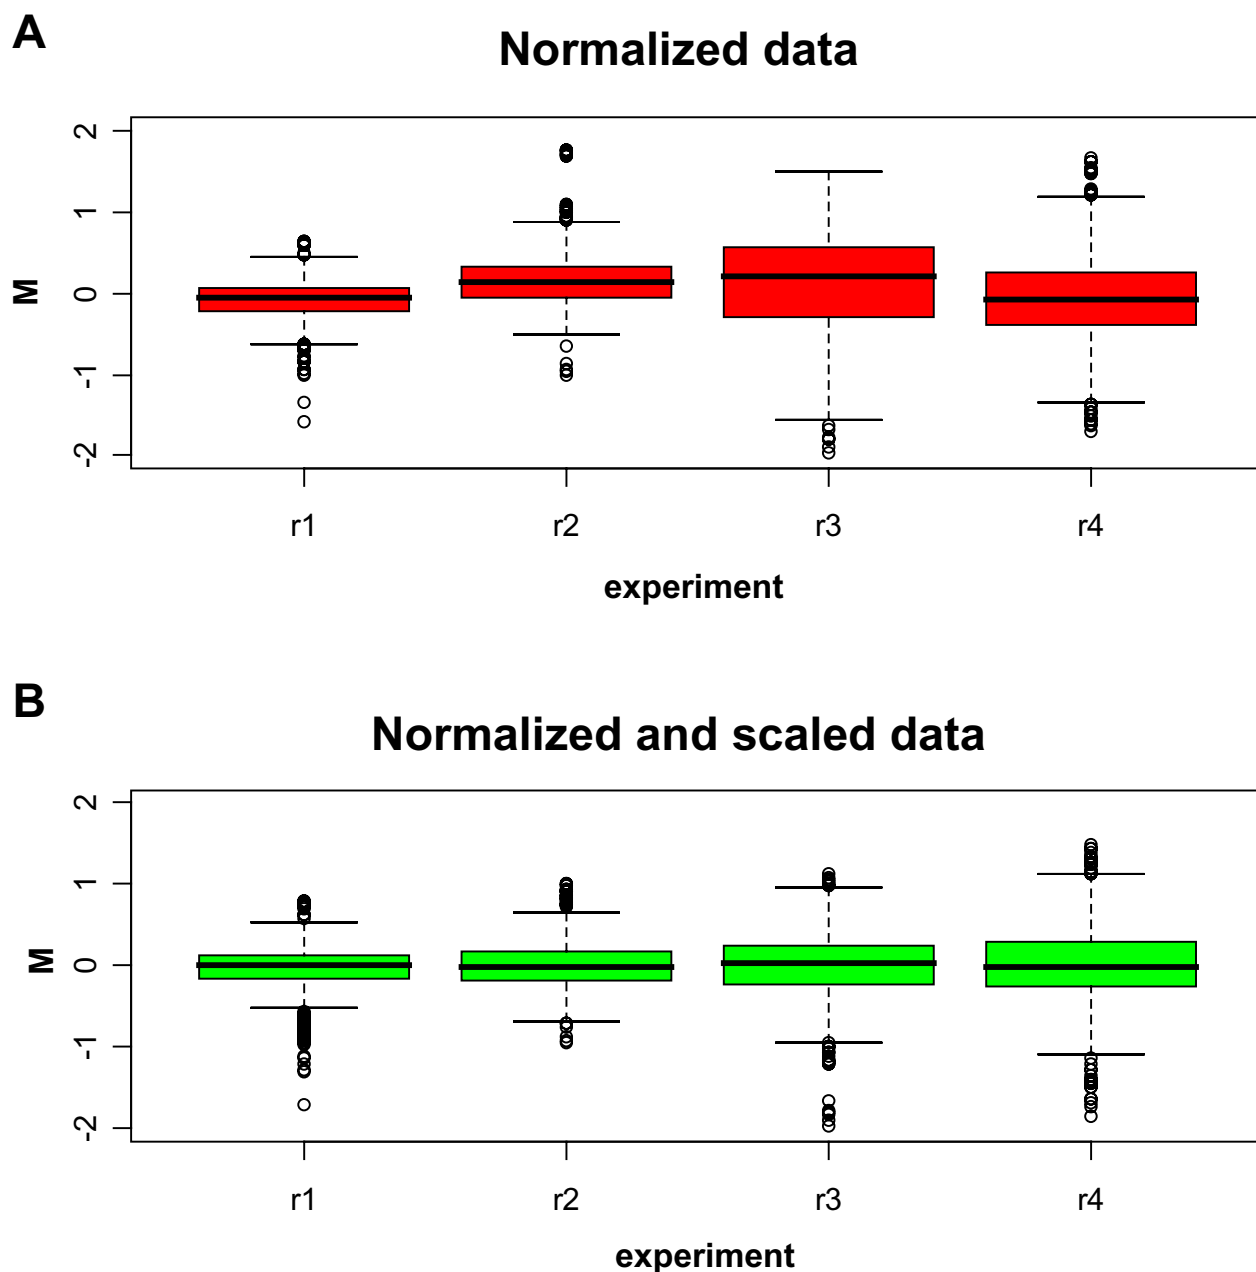 A
Normalized data
2
1
0
-1
-2
M
r1 r2 r3 r4
experiment
B
Normalized and scaled data
2
1
0
-1
-2
M
r1 r2 r3 r4
experiment